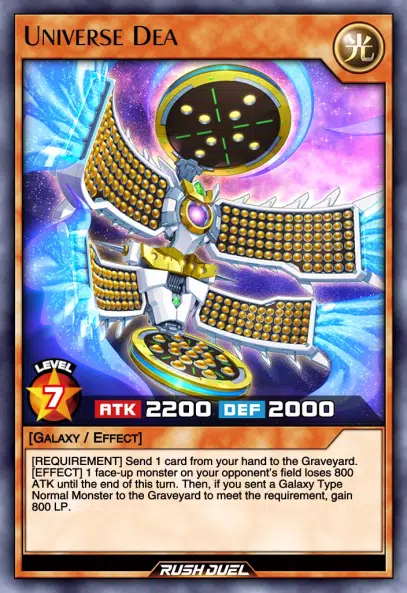 UNIVERSE DEA
光
LEVEL
7
ATK 2200 DEF 2000
[GALAXY / EFFECT]
[REQUIREMENT] Send 1 card from your hand to the Graveyard.
[EFFECT] 1 face-up monster on your opponent's field loses 800
ATK until the end of this turn. Then, if you sent a Galaxy Type
Normal Monster to the Graveyard to meet the requirement, gain
800 LP.
RUSH DUEL